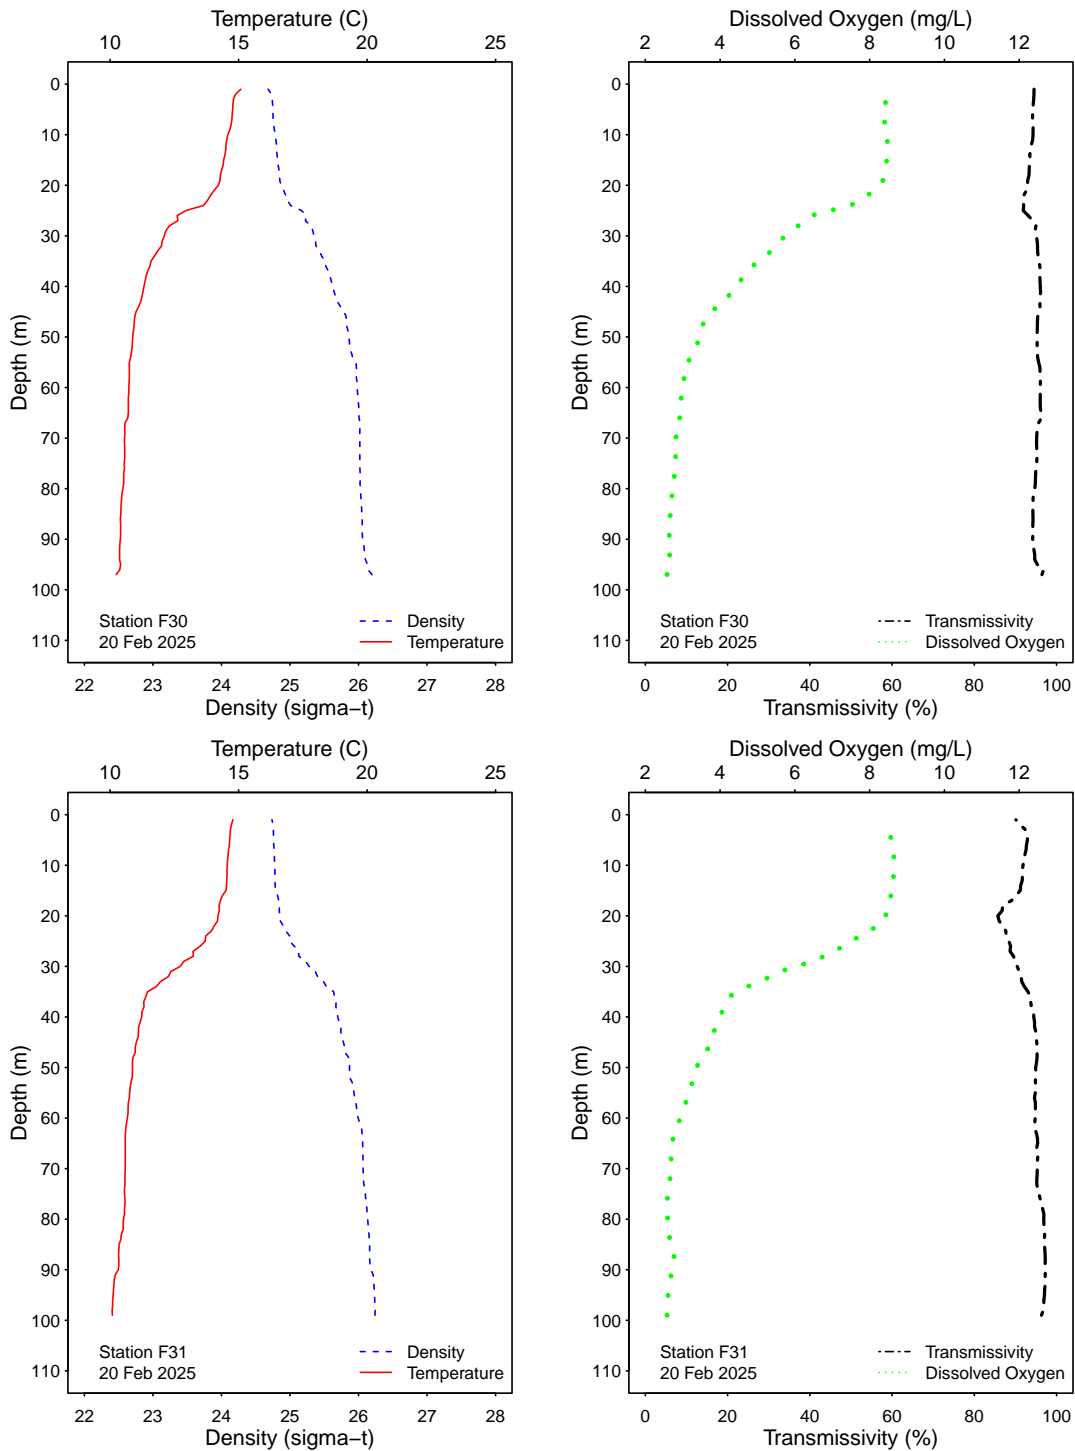 Temperature (C)
10 15 20 25
0
10
20
30
40
50
60
70
80
90
100
110
Depth (m)
Station F30
20 Feb 2025
Density
Temperature
22 23 24 25 26 27 28
Density (sigma−t)
Dissolved Oxygen (mg/L)
2 4 6 8 10 12
0
10
20
30
40
50
60
70
80
90
100
110
Depth (m)
Station F30
20 Feb 2025
Transmissivity
Dissolved Oxygen
0 20 40 60 80 100
Transmissivity (%)
Temperature (C)
10 15 20 25
0
10
20
30
40
50
60
70
80
90
100
110
Depth (m)
Station F31
20 Feb 2025
Density
Temperature
22 23 24 25 26 27 28
Density (sigma−t)
Dissolved Oxygen (mg/L)
2 4 6 8 10 12
0
10
20
30
40
50
60
70
80
90
100
110
Depth (m)
Station F31
20 Feb 2025
Transmissivity
Dissolved Oxygen
0 20 40 60 80 100
Transmissivity (%)